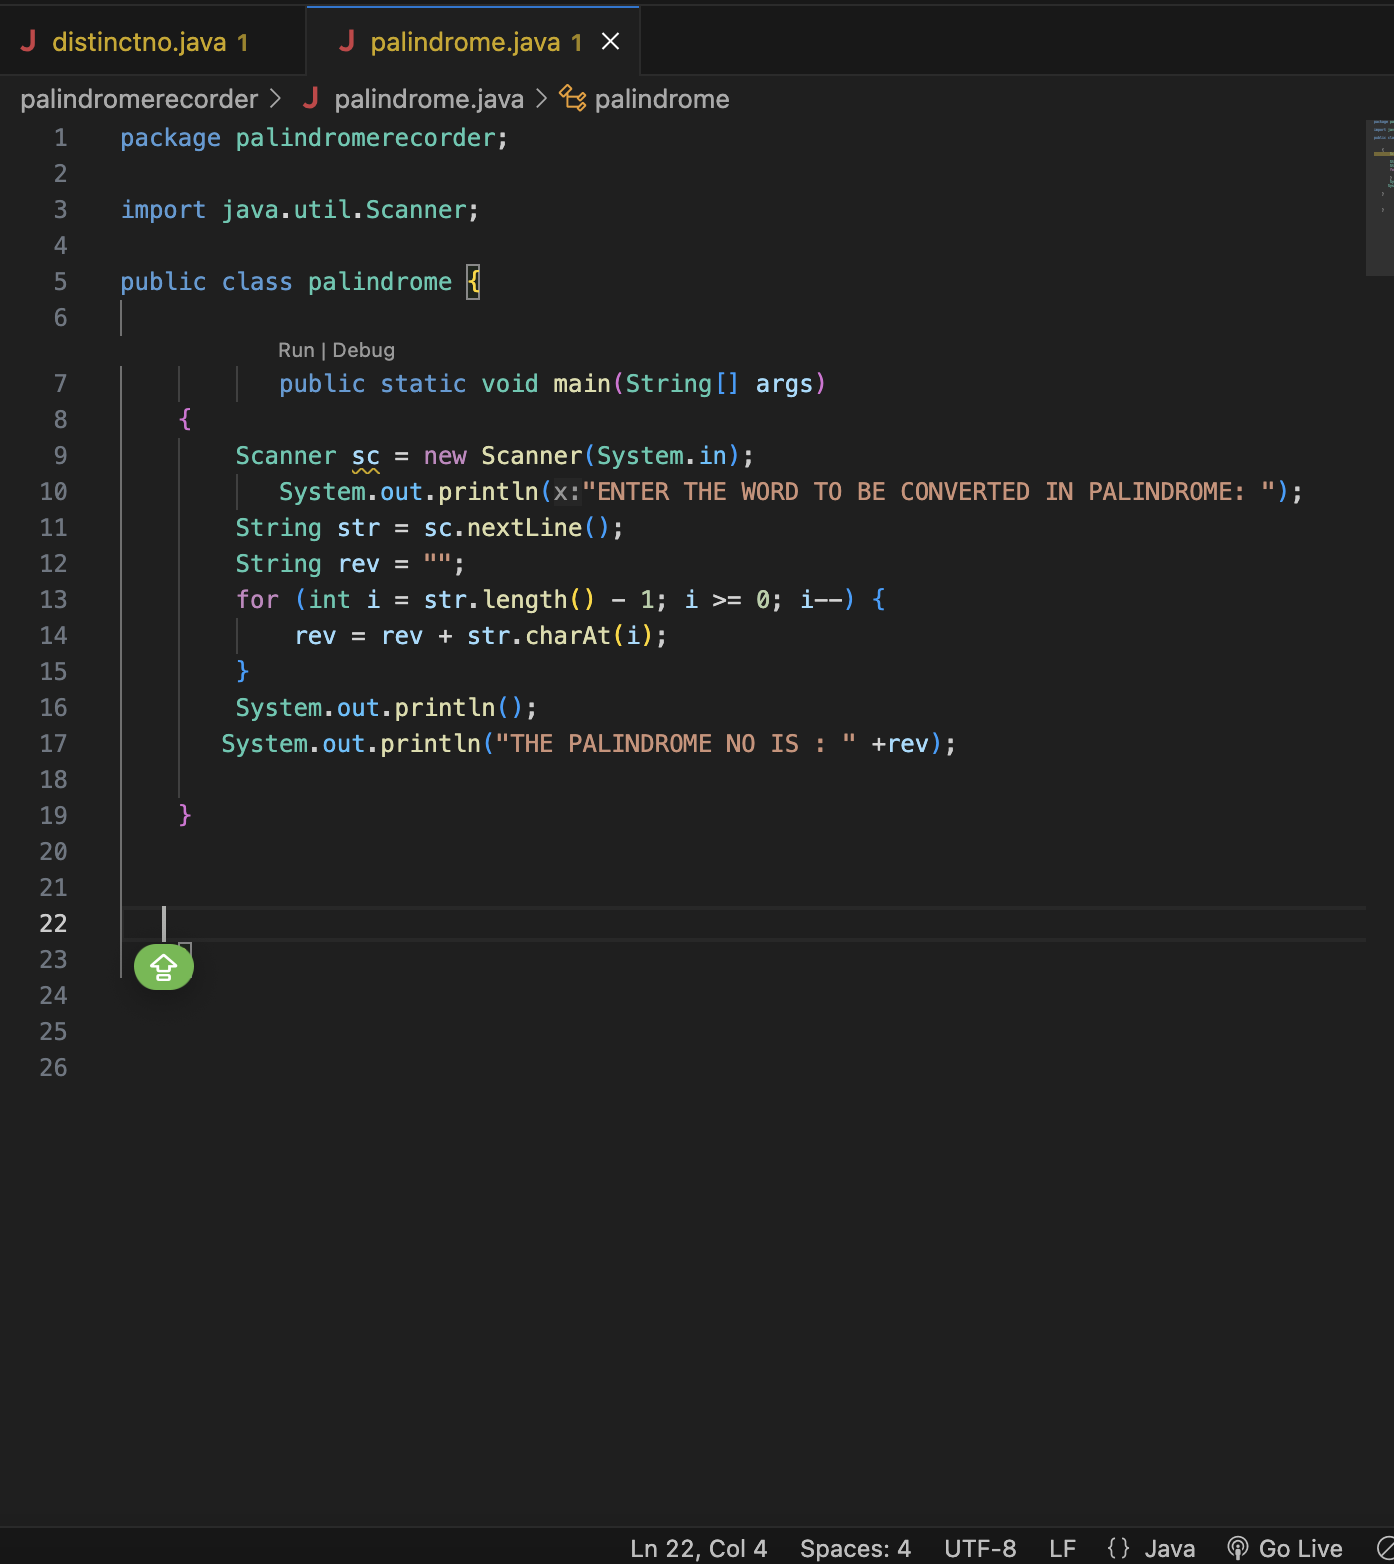 J distinctno.java 1
J palindrome.java 1
palindromerecorder > J palindrome.java > palindrome
1 package palindromerecorder;
2
3 import java.util.Scanner;
4
5 public class palindrome {
6
Run | Debug
7 public static void main(String[] args)
8 {
9 Scanner sc = new Scanner(System.in);
10 System.out.println(x:"ENTER THE WORD TO BE CONVERTED IN PALINDROME: ");
11 String str = sc.nextLine();
12 String rev = "";
13 for (int i = str.length() - 1; i >= 0; i--) {
14 rev = rev + str.charAt(i);
15 }
16 System.out.println();
17 System.out.println("THE PALINDROME NO IS : " +rev);
18
19 }
20
21
22
23
24
25
26
Ln 22, Col 4 Spaces: 4 UTF-8 LF {} Java Go Live